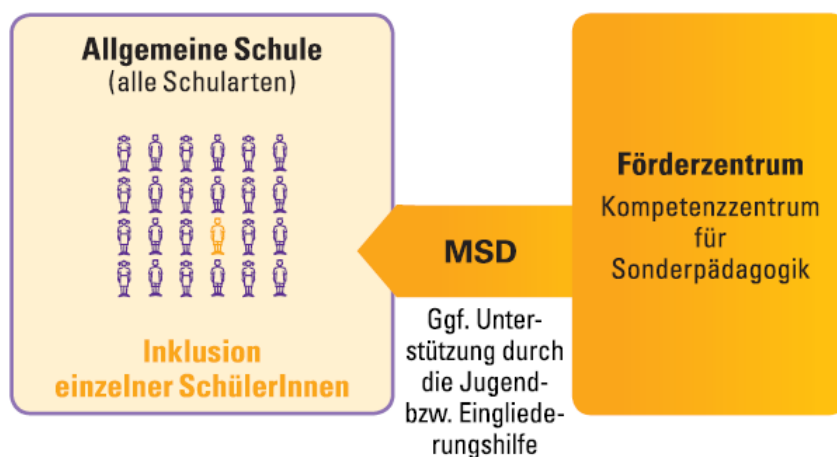 Allgemeine Schule
(alle Schularten)
Inklusion
einzelner SchülerInnen
MSD
Ggf. Unter-
stützung durch
die Jugend-
bzw. Eingliede-
rungshilfe
Förderzentrum
Kompetenzzentrum
für
Sonderpädagogik